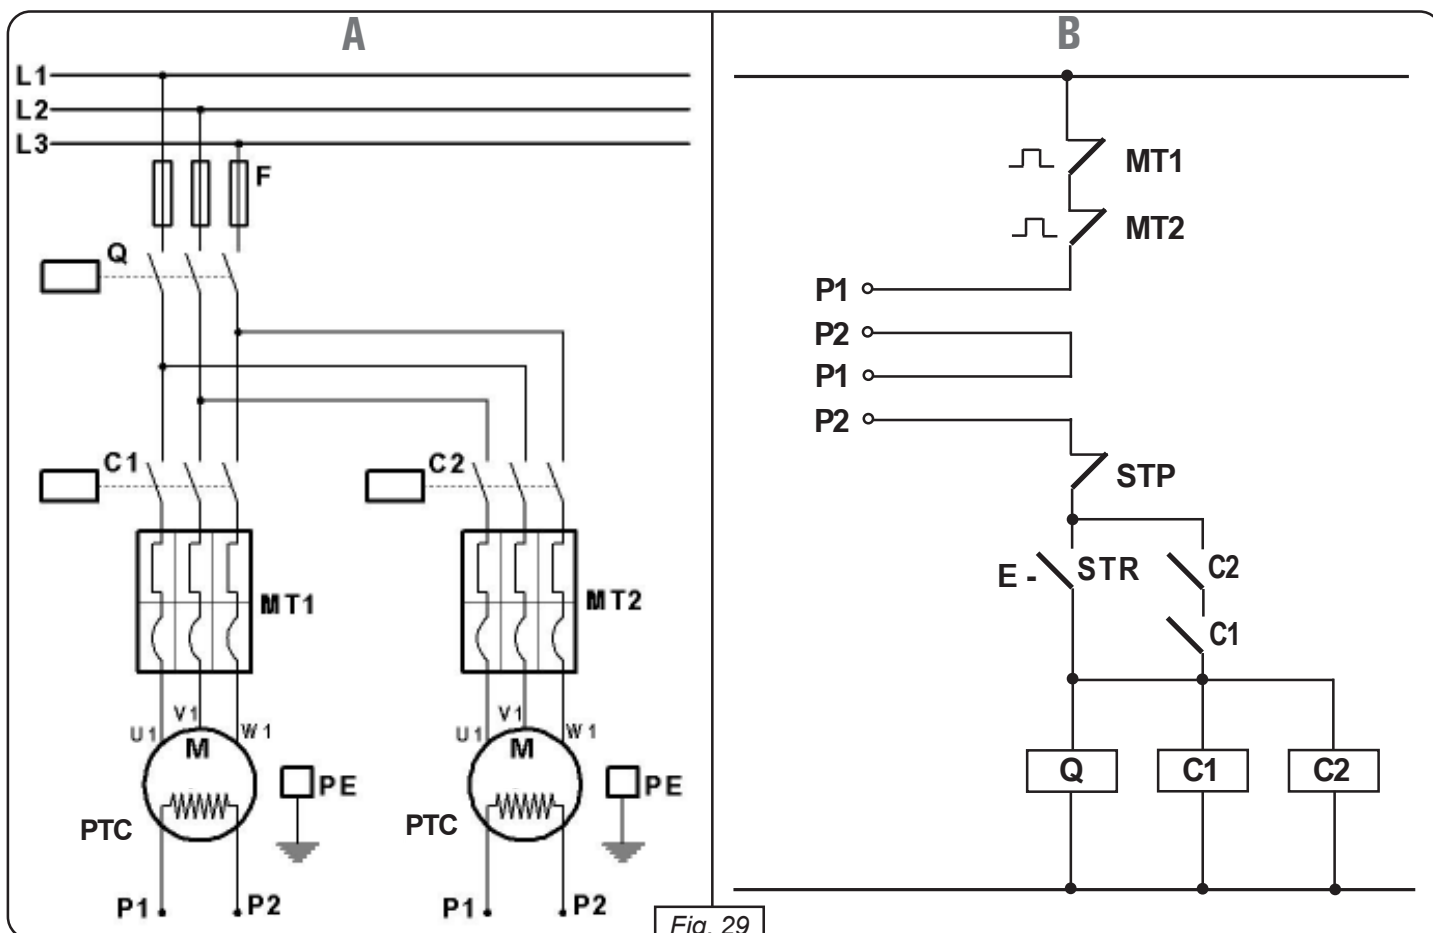 A
L1
L2
L3
F
Q
C1
C2
MT1
MT2
U1 V1 W1
M
PE
PTC
P1 P2
U1 V1 W1
M
PE
PTC
P1 P2
B
MT1
MT2
P1
P2
P1
P2
STP
E - STR C2
C1
Q C1 C2
Fig. 29